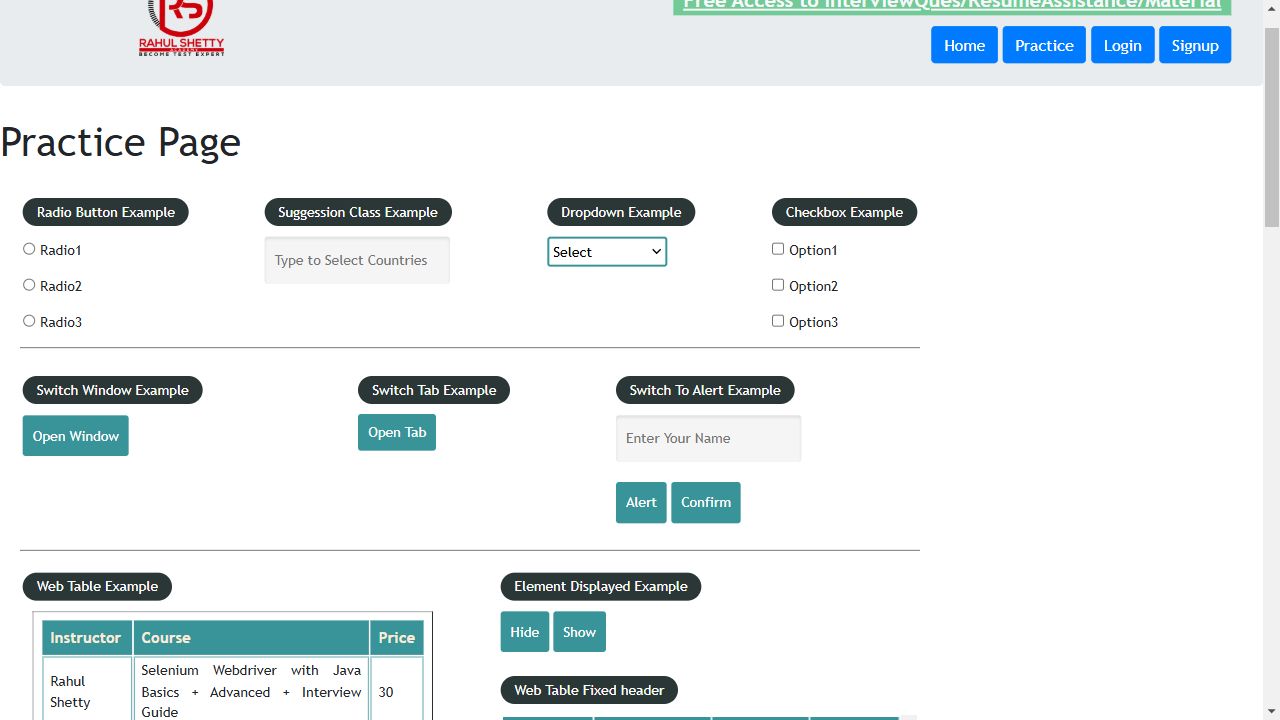 Free Access to InterviewQues/ResumeAssistance/Material
RAHUL SHETTY
ACADEMY
BECOME TEST EXPERT
Home Practice Login Signup
Practice Page
Radio Button Example Suggession Class Example Dropdown Example Checkbox Example
Radio1 Type to Select Countries Select Option1
Radio2 Option2
Radio3 Option3
Switch Window Example Switch Tab Example Switch To Alert Example
Open Window Open Tab Enter Your Name
Alert Confirm
Web Table Example Element Displayed Example
Instructor Course Price Hide Show
Rahul Shetty
Selenium Webdriver with Java
Basics + Advanced + Interview
Guide
30
Web Table Fixed header